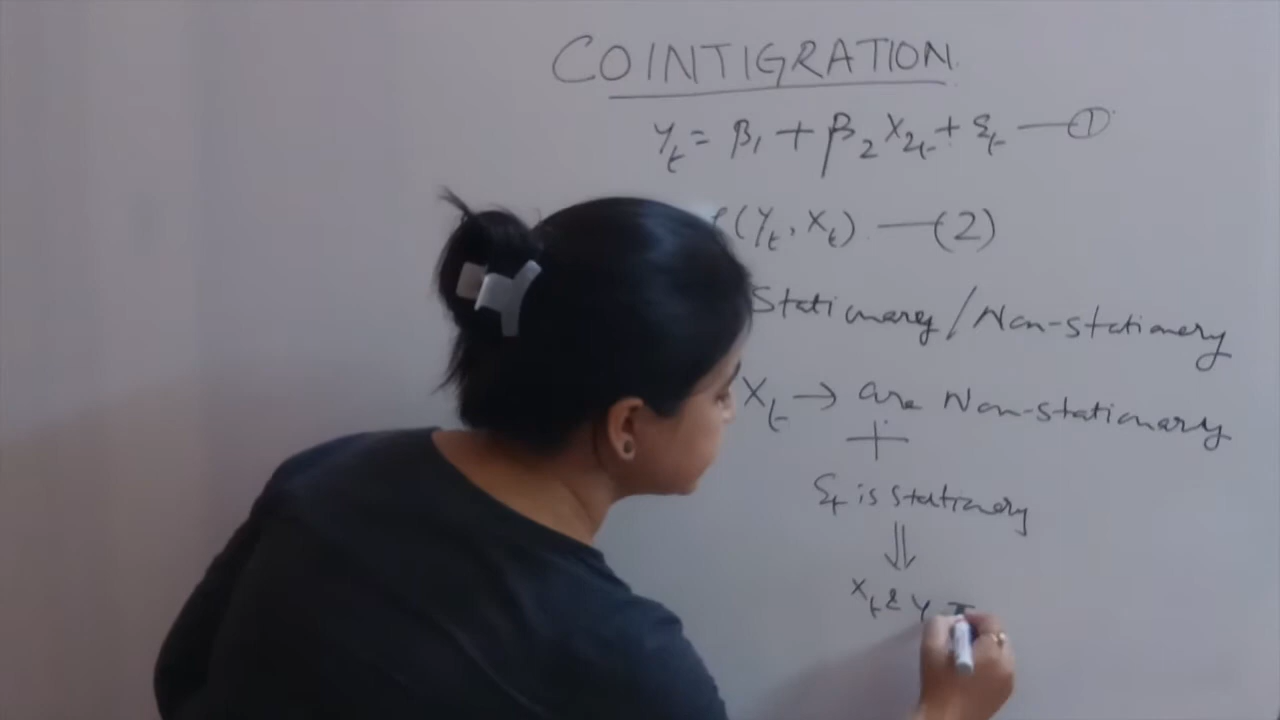 COINTIGRATION
Yₜ = β₁ + β₂ X₂ₜ + εₜ —①
(Yₜ, Xₜ) —(2)
Stationary / Non-stationary
Xₜ → are Non-stationary
+
εₜ is stationary
⇓
Xₜ & Y